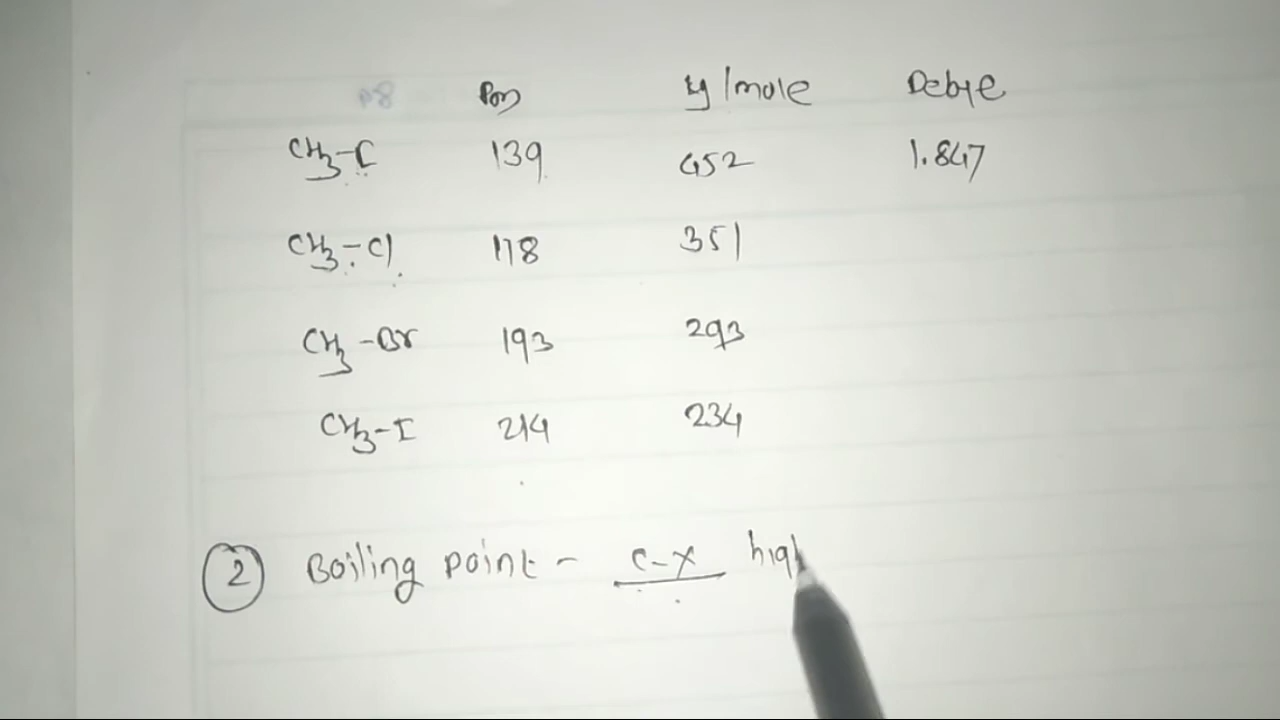 Pm kJ/mole Debye
CH3-F 139 452 1.847
CH3-Cl 178 351
CH3-Br 193 293
CH3-I 214 234
② Boiling point - C-X high